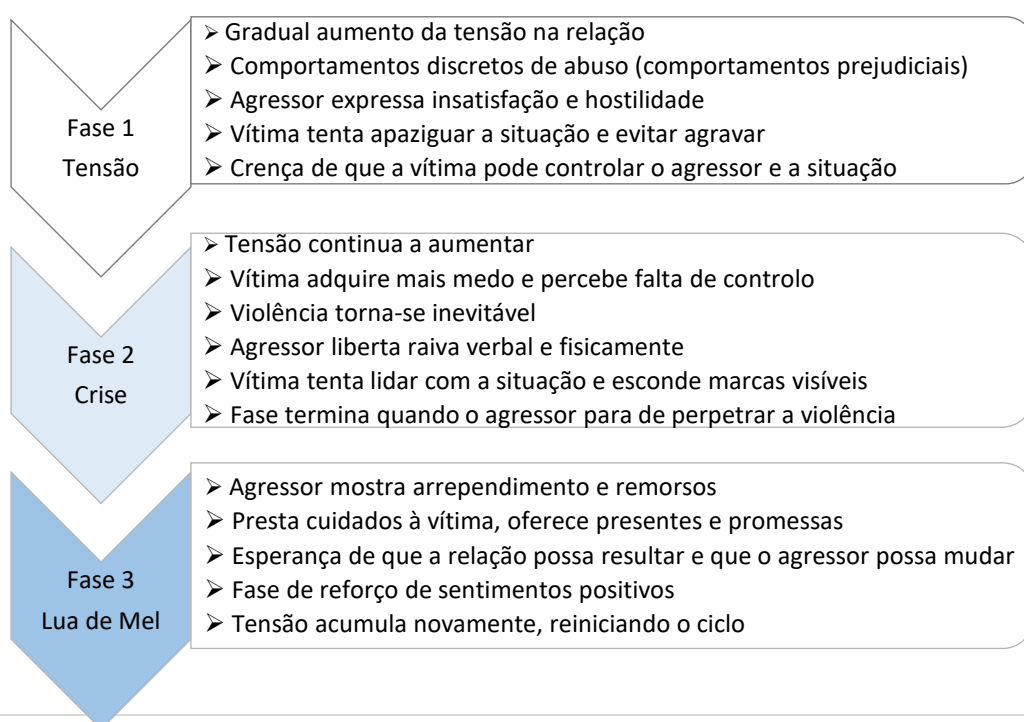 Fase 1
Tensão
➢ Gradual aumento da tensão na relação
➢ Comportamentos discretos de abuso (comportamentos prejudiciais)
➢ Agressor expressa insatisfação e hostilidade
➢ Vítima tenta apaziguar a situação e evitar agravar
➢ Crença de que a vítima pode controlar o agressor e a situação
Fase 2
Crise
➢ Tensão continua a aumentar
➢ Vítima adquire mais medo e percebe falta de controlo
➢ Violência torna-se inevitável
➢ Agressor liberta raiva verbal e fisicamente
➢ Vítima tenta lidar com a situação e esconde marcas visíveis
➢ Fase termina quando o agressor para de perpetrar a violência
Fase 3
Lua de Mel
➢ Agressor mostra arrependimento e remorsos
➢ Presta cuidados à vítima, oferece presentes e promessas
➢ Esperança de que a relação possa resultar e que o agressor possa mudar
➢ Fase de reforço de sentimentos positivos
➢ Tensão acumula novamente, reiniciando o ciclo